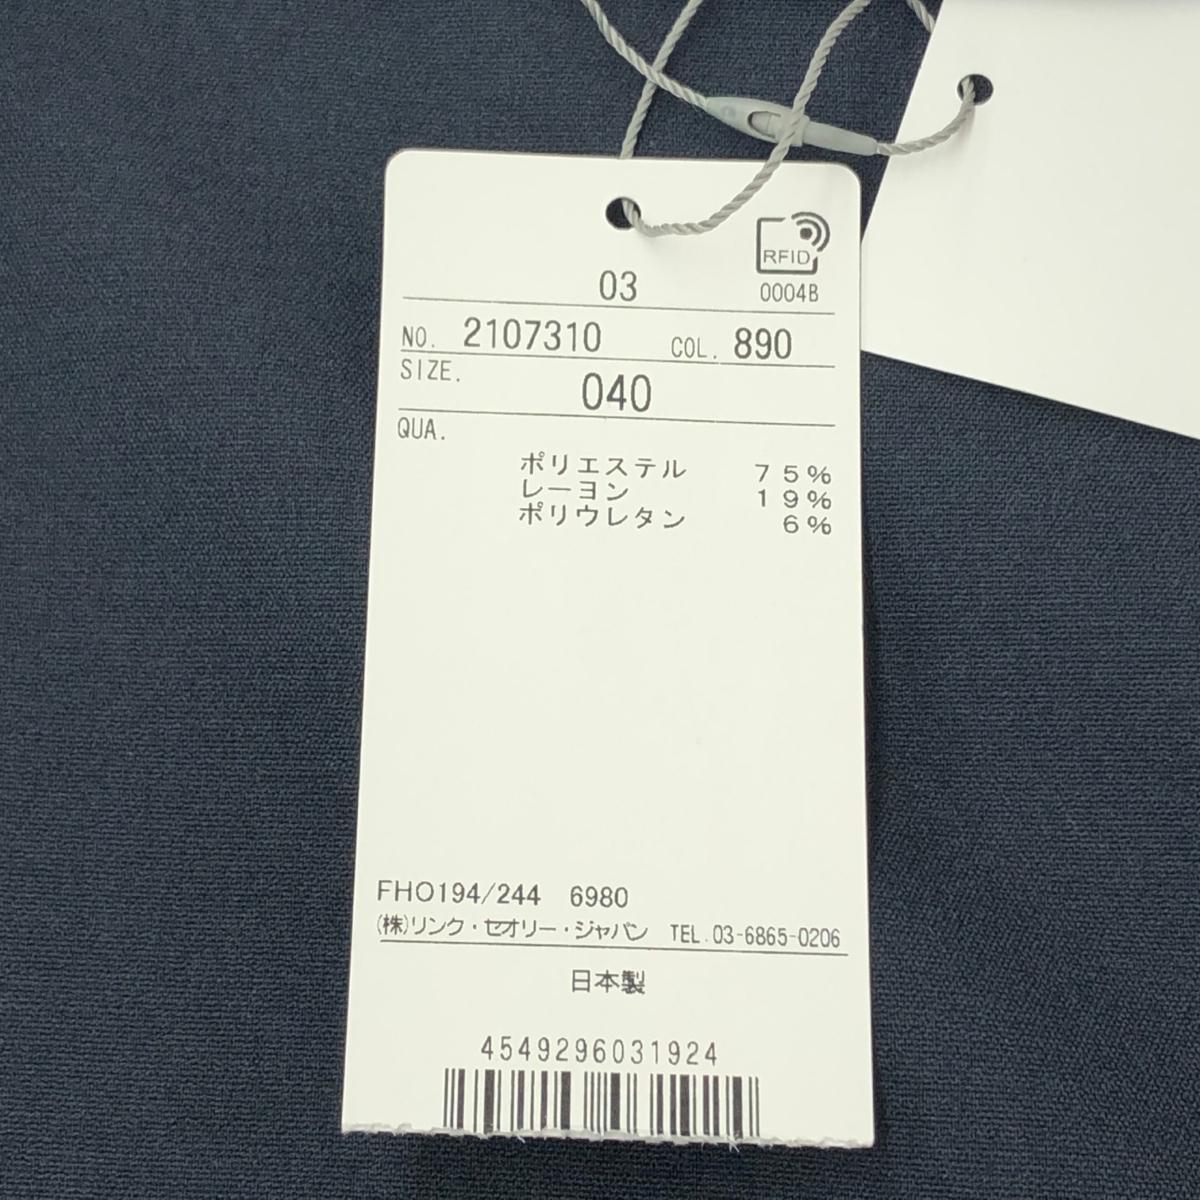 RFID
03 0004B
NO. 2107310 COL. 890
SIZE. 040
QUA.
ポリエステル 75%
レーヨン 19%
ポリウレタン 6%
FHO194/244 6980
(株)リンク・セオリー・ジャパン TEL.03-6865-0206
日本製
4549296031924